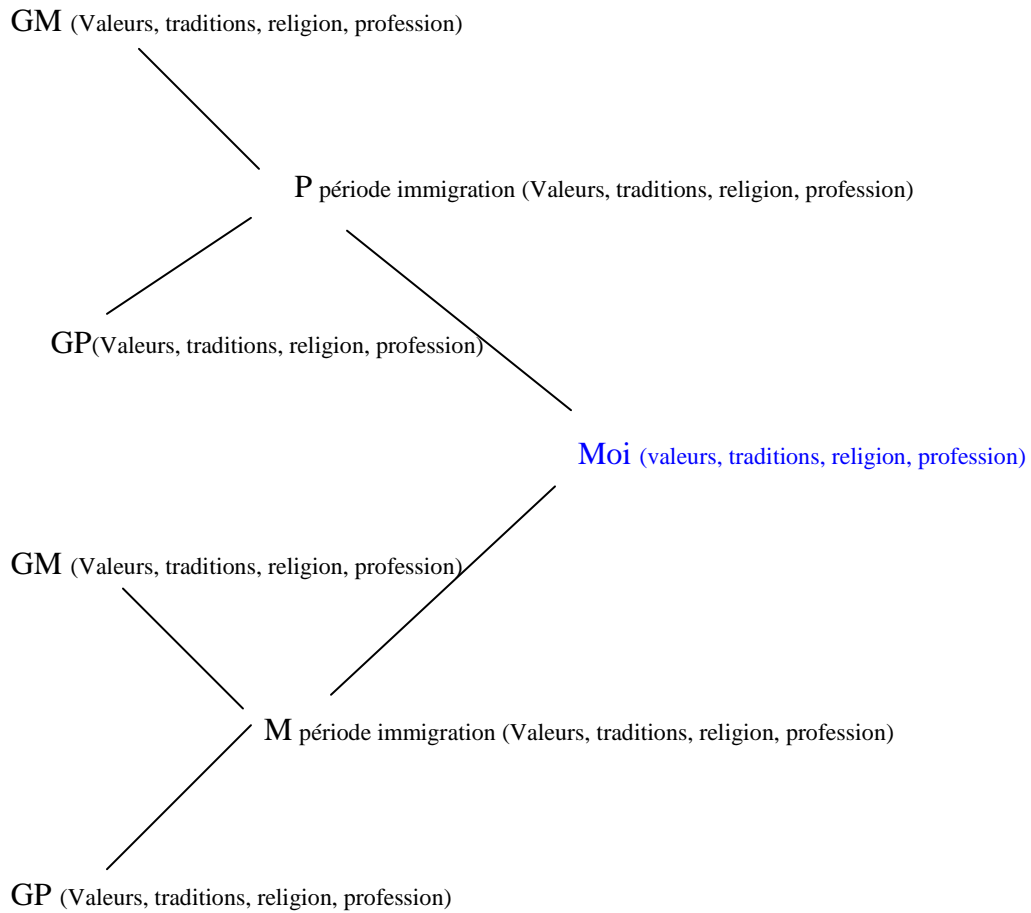 GM (Valeurs, traditions, religion, profession)
P période immigration (Valeurs, traditions, religion, profession)
GP(Valeurs, traditions, religion, profession)
Moi (valeurs, traditions, religion, profession)
GM (Valeurs, traditions, religion, profession)
M période immigration (Valeurs, traditions, religion, profession)
GP (Valeurs, traditions, religion, profession)